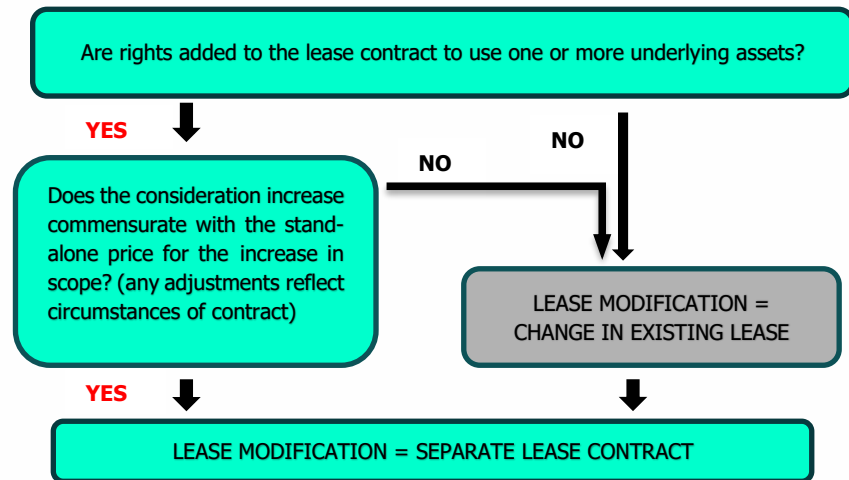 Are rights added to the lease contract to use one or more underlying assets?
YES
NO
NO
Does the consideration increase
commensurate with the stand-
alone price for the increase in
scope? (any adjustments reflect
circumstances of contract)
LEASE MODIFICATION =
CHANGE IN EXISTING LEASE
YES
LEASE MODIFICATION = SEPARATE LEASE CONTRACT